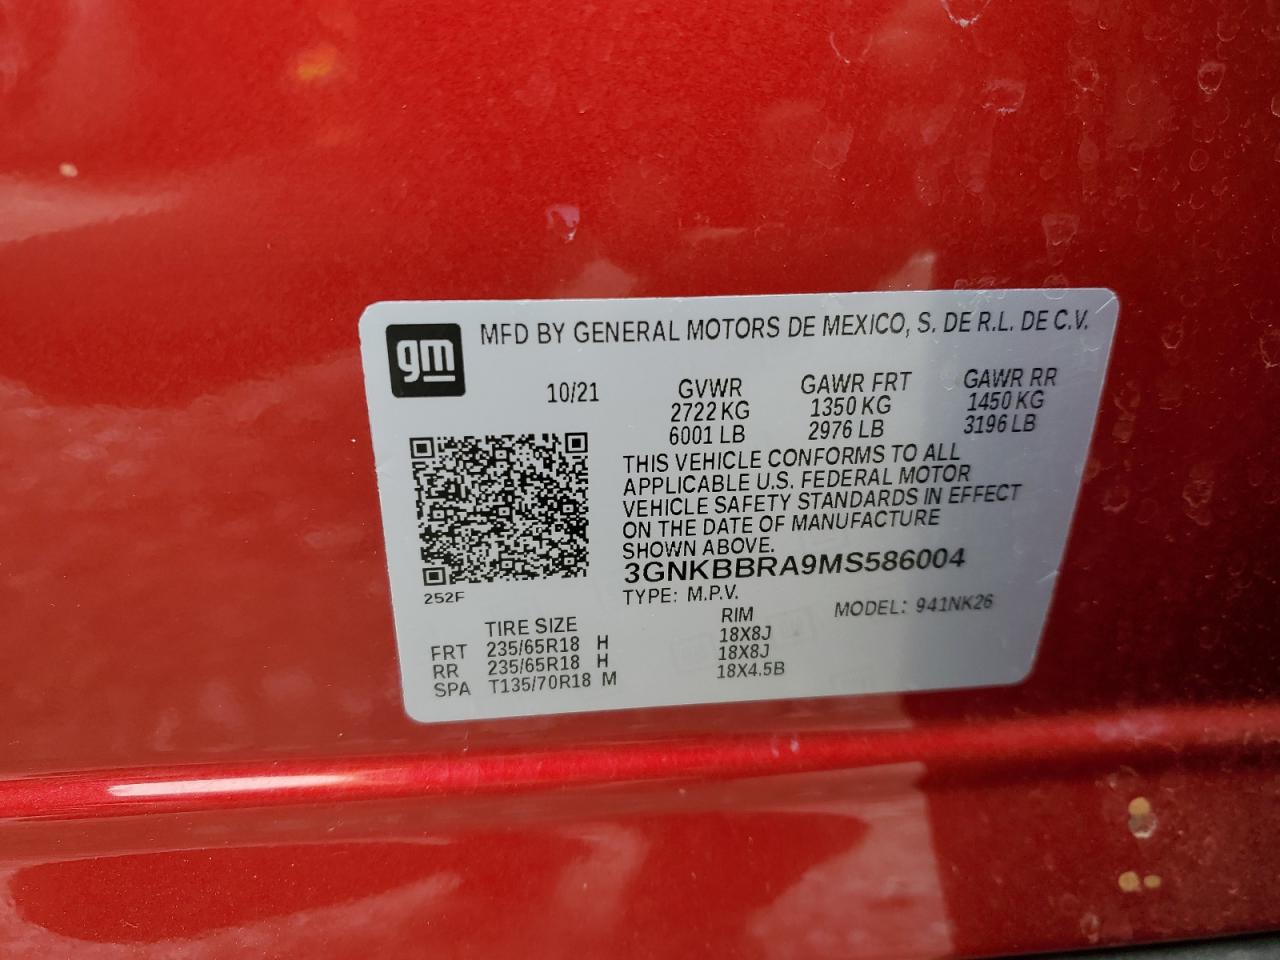 gm
MFD BY GENERAL MOTORS DE MEXICO, S. DE R.L. DE C.V.
10/21 GVWR GAWR FRT GAWR RR
2722 KG 1350 KG 1450 KG
6001 LB 2976 LB 3196 LB
THIS VEHICLE CONFORMS TO ALL
APPLICABLE U.S. FEDERAL MOTOR
VEHICLE SAFETY STANDARDS IN EFFECT
ON THE DATE OF MANUFACTURE
SHOWN ABOVE.
3GNKBBRA9MS586004
252F
TYPE: M.P.V.
MODEL: 941NK26
TIRE SIZE RIM
FRT 235/65R18 H 18X8J
RR 235/65R18 H 18X8J
SPA T135/70R18 M 18X4.5B